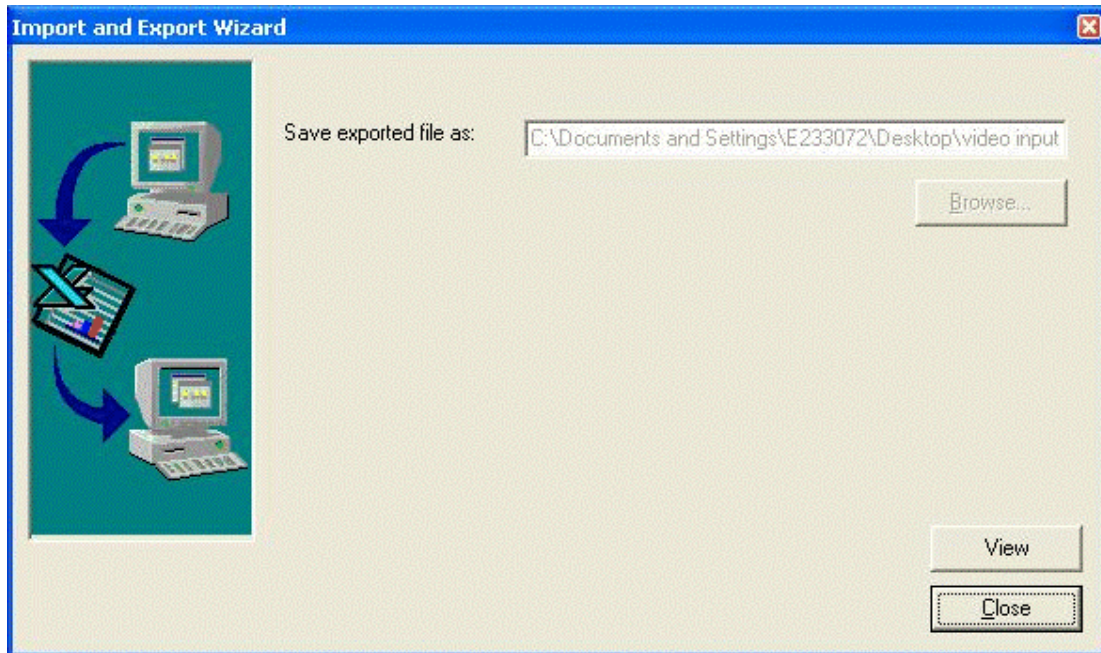 Import and Export Wizard
Save exported file as:
C:\Documents and Settings\E233072\Desktop\video input
Browse...
View
Close